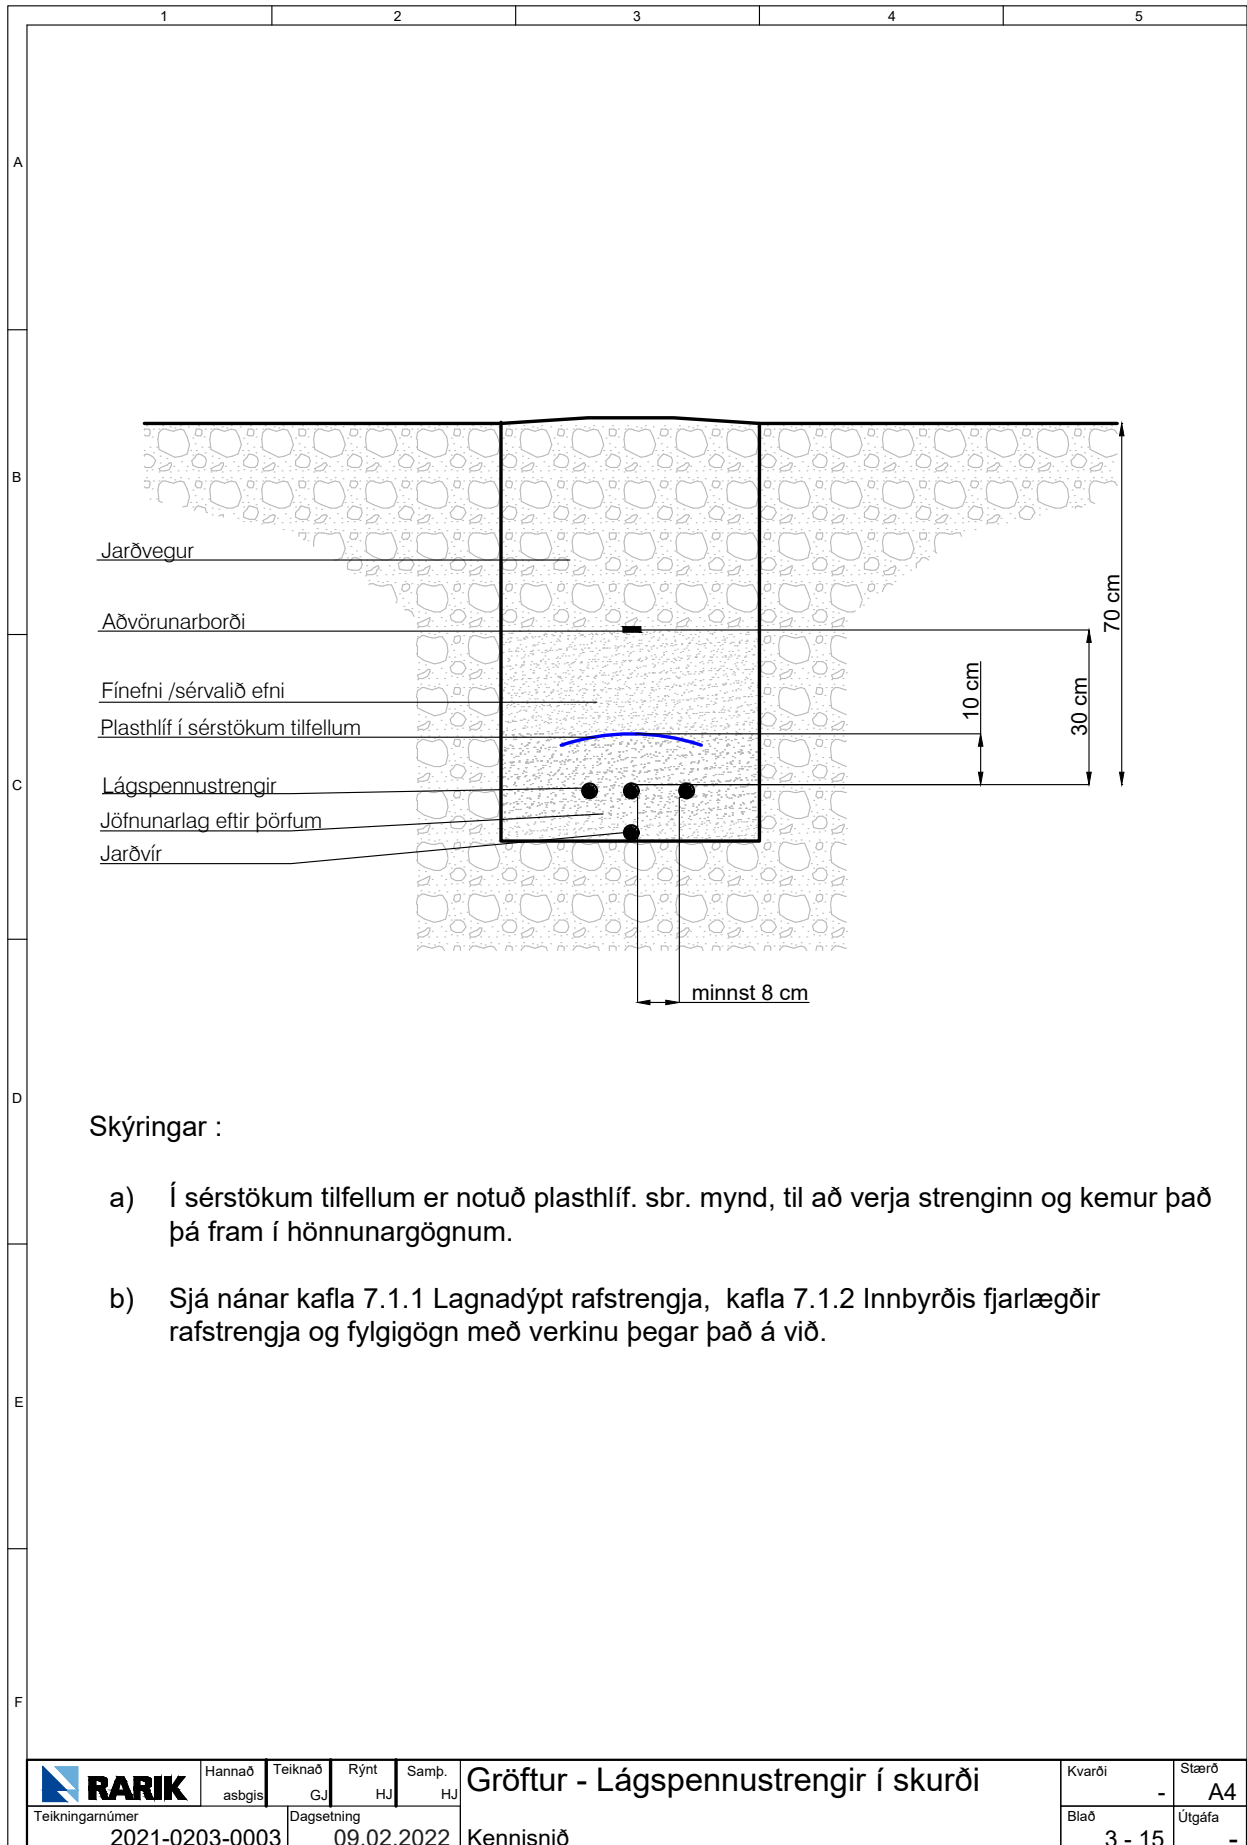 1 2 3 4 5
A
B
C
D
E
F
Jarðvegur
Aðvörunarborði
Fínefni /sérvalið efni
Plasthlíf í sérstökum tilfellum
Lágspennustrengir
Jöfnunarlag eftir þörfum
Jarðvír
10 cm
30 cm
70 cm
minnst 8 cm
Skýringar :
a) Í sérstökum tilfellum er notuð plasthlíf. sbr. mynd, til að verja strenginn og kemur það
þá fram í hönnunargögnum.
b) Sjá nánar kafla 7.1.1 Lagnadýpt rafstrengja, kafla 7.1.2 Innbyrðis fjarlægðir
rafstrengja og fylgigögn með verkinu þegar það á við.
RARIK
Hannað
asbgis
Teiknað
GJ
Rýnt
HJ
Samþ.
HJ
Gröftur - Lágspennustrengir í skurði
Kvarði
-
Stærð
A4
Teikningarnúmer
2021-0203-0003
Dagsetning
09.02.2022
Kennisnið
Blað
3 - 15
Útgáfa
-